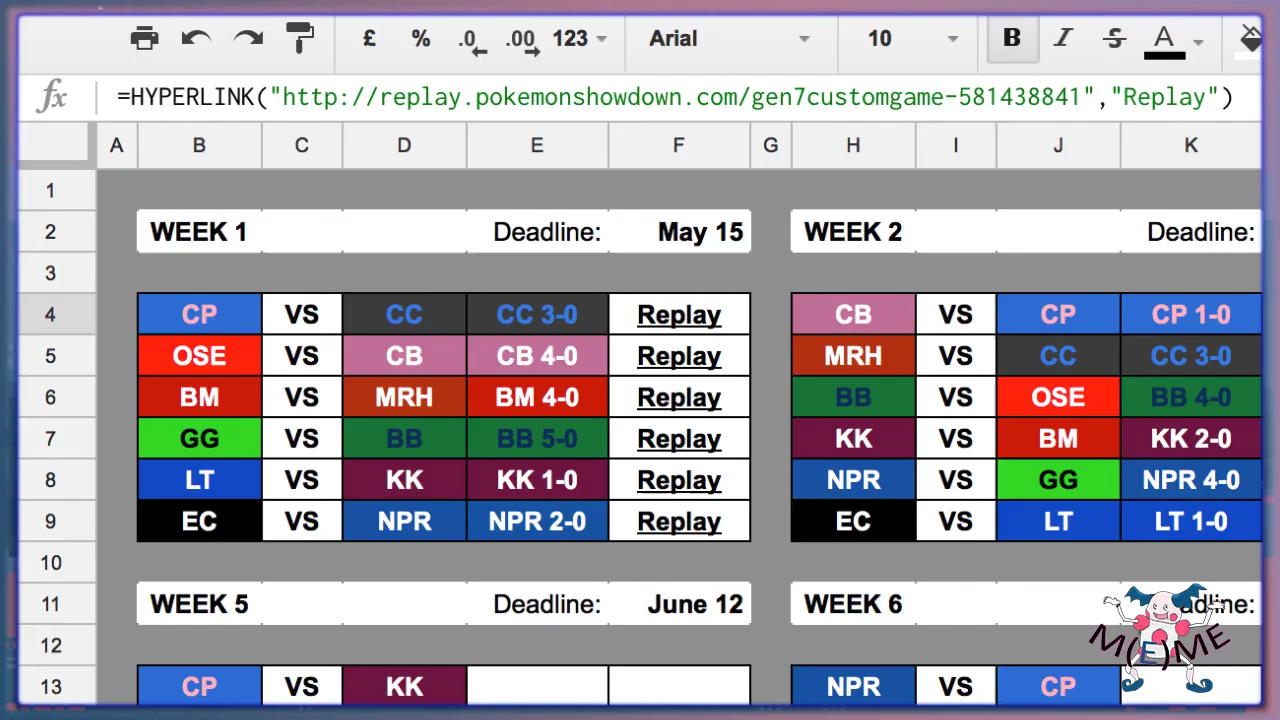 £ % .0 .00 123 Arial 10 B I S A
fx =HYPERLINK("http://replay.pokemonshowdown.com/gen7customgame-581438841","Replay")
A B C D E F G H I J K
1
2 WEEK 1 Deadline: May 15 WEEK 2 Deadline:
3
4 CP VS CC CC 3-0 Replay CB VS CP CP 1-0
5 OSE VS CB CB 4-0 Replay MRH VS CC CC 3-0
6 BM VS MRH BM 4-0 Replay BB VS OSE BB 4-0
7 GG VS BB BB 5-0 Replay KK VS BM KK 2-0
8 LT VS KK KK 1-0 Replay NPR VS GG NPR 4-0
9 EC VS NPR NPR 2-0 Replay EC VS LT LT 1-0
10
11 WEEK 5 Deadline: June 12 WEEK 6 adline:
12
13 CP VS KK NPR VS CP
M(E)ME